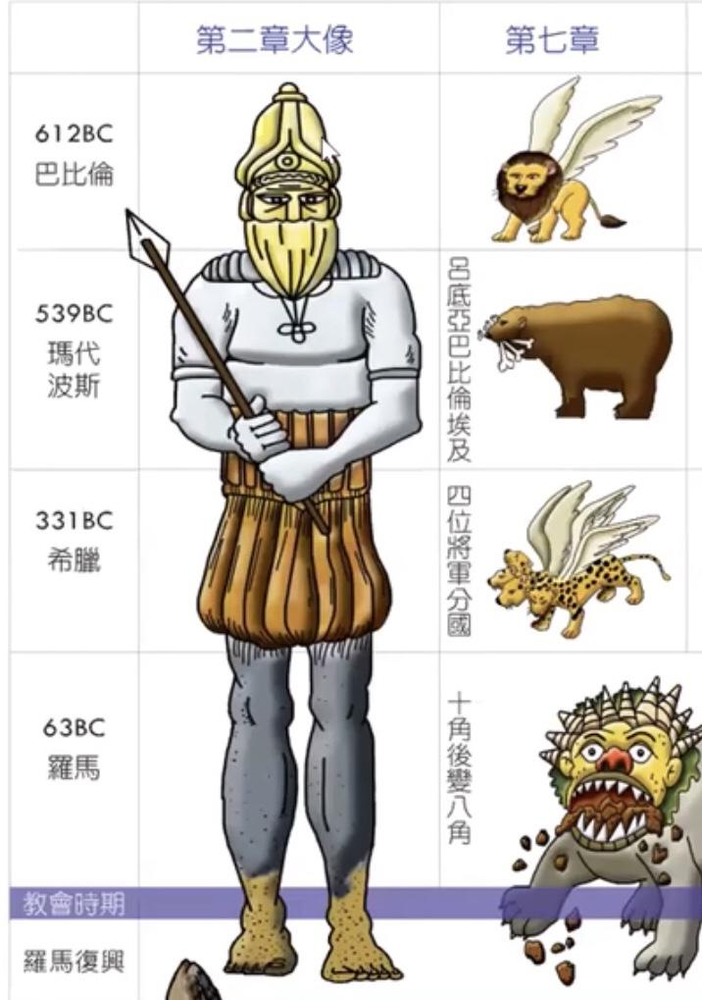 第二章大像
第七章
612BC
巴比倫
539BC
瑪代
波斯
呂底亞巴比倫埃及
331BC
希臘
四位將軍分國
63BC
羅馬
十角後變八角
教會時期
羅馬復興